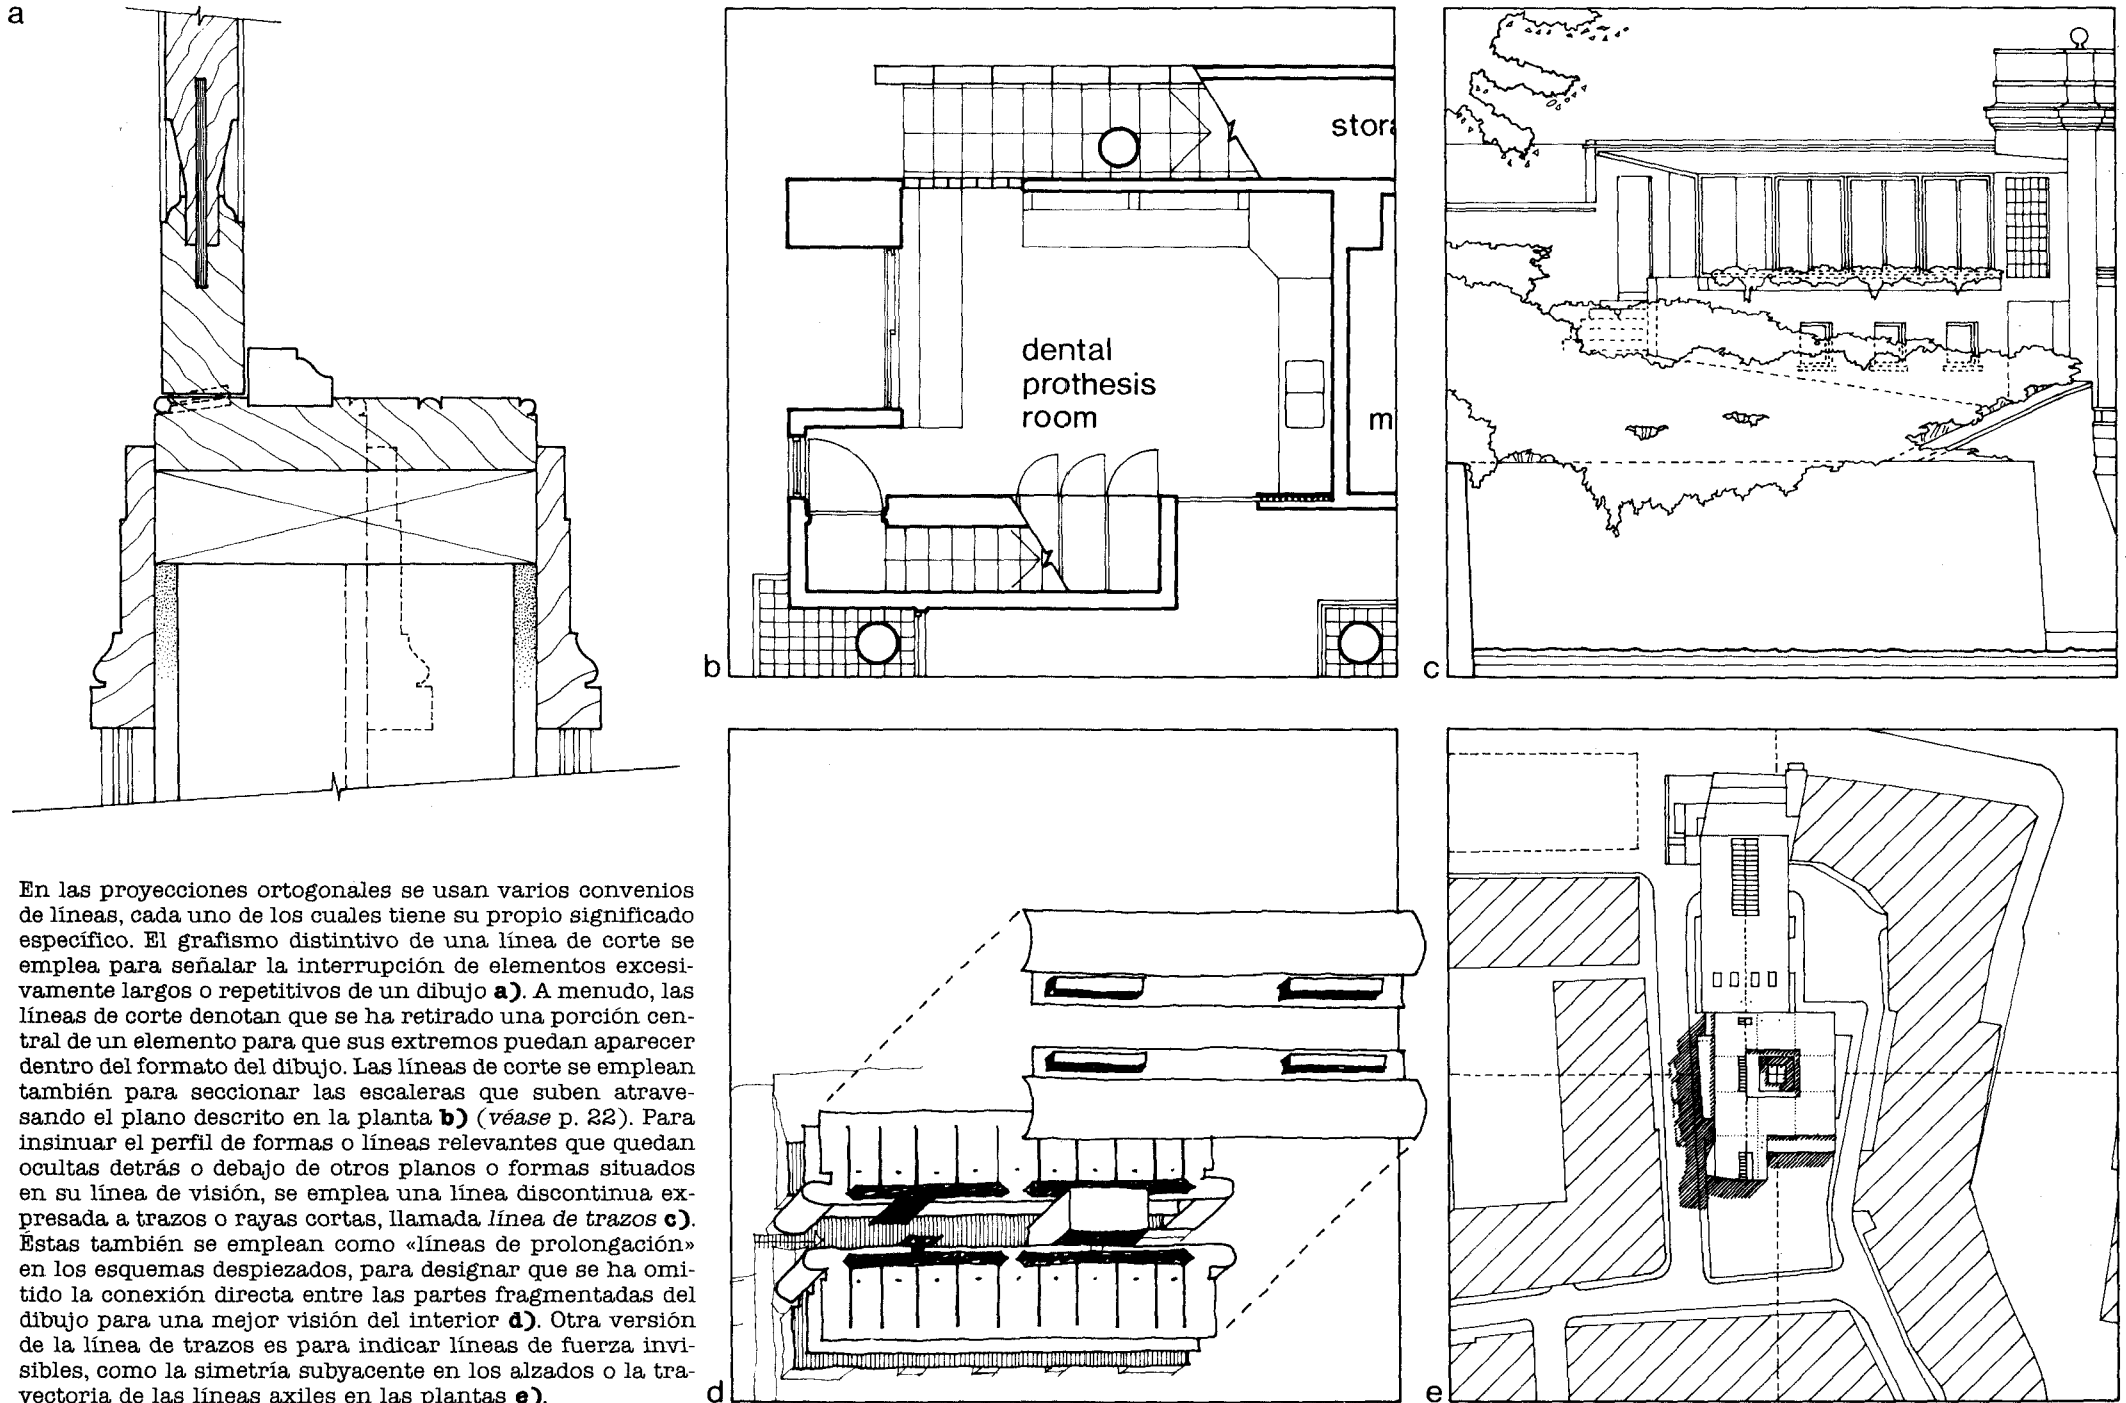 a
stora
dental
prothesis
room
m
b
c
En las proyecciones ortogonales se usan varios convenios
de líneas, cada uno de los cuales tiene su propio significado
específico. El grafismo distintivo de una línea de corte se
emplea para señalar la interrupción de elementos excesi-
vamente largos o repetitivos de un dibujo a). A menudo, las
líneas de corte denotan que se ha retirado una porción cen-
tral de un elemento para que sus extremos puedan aparecer
dentro del formato del dibujo. Las líneas de corte se emplean
también para seccionar las escaleras que suben atrave-
sando el plano descrito en la planta b) (véase p. 22). Para
insinuar el perfil de formas o líneas relevantes que quedan
ocultas detrás o debajo de otros planos o formas situados
en su línea de visión, se emplea una línea discontinua ex-
presada a trazos o rayas cortas, llamada línea de trazos c).
Éstas también se emplean como «líneas de prolongación»
en los esquemas despiezados, para designar que se ha omi-
tido la conexión directa entre las partes fragmentadas del
dibujo para una mejor visión del interior d). Otra versión
de la línea de trazos es para indicar líneas de fuerza invi-
sibles, como la simetría subyacente en los alzados o la tra-
yectoria de las líneas axiles en las plantas e).
d
e